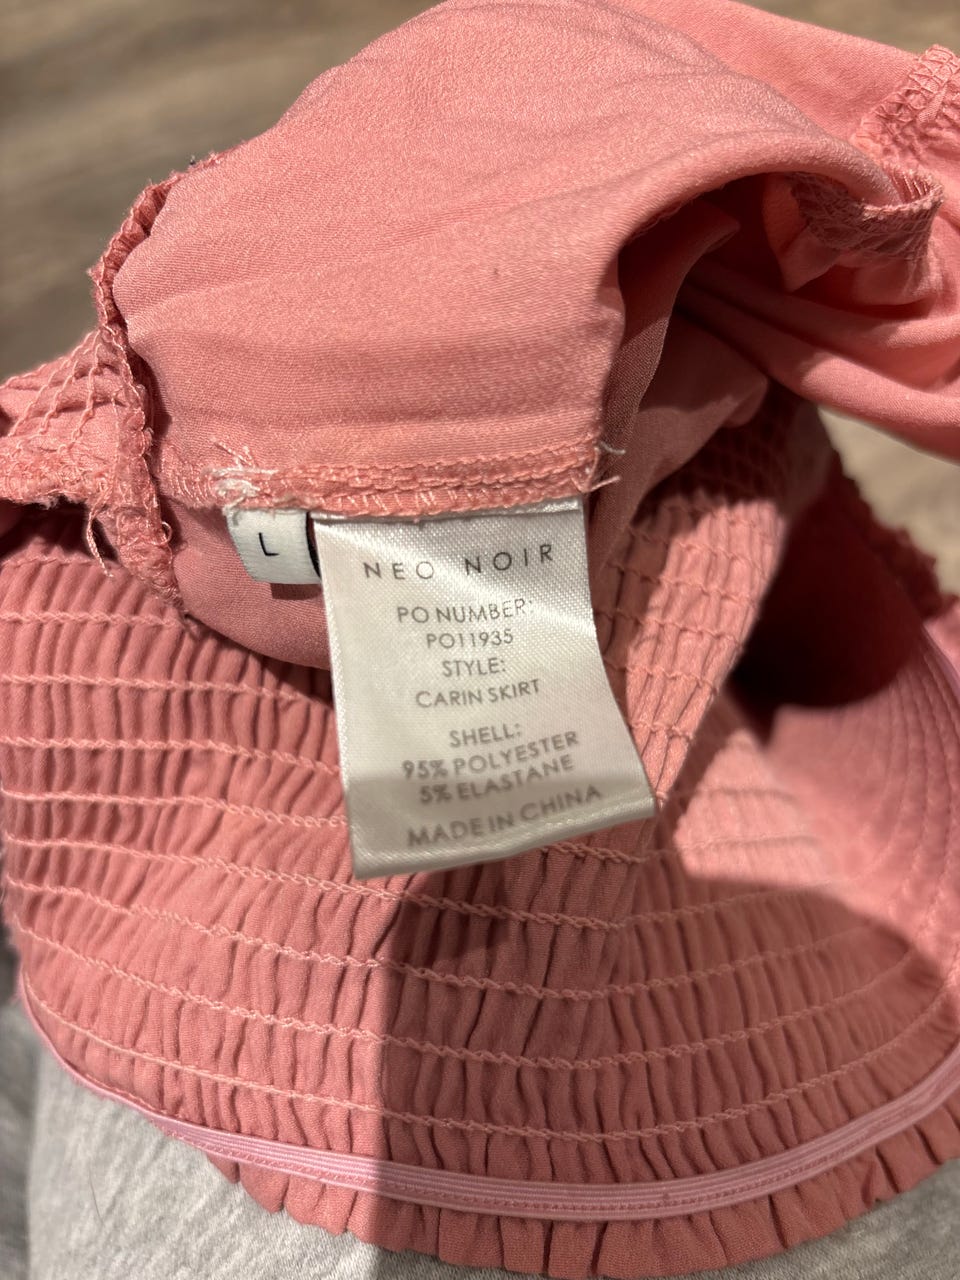 L
NEO NOIR
PO NUMBER:
PO11935
STYLE:
CARIN SKIRT
SHELL:
95% POLYESTER
5% ELASTANE
MADE IN CHINA